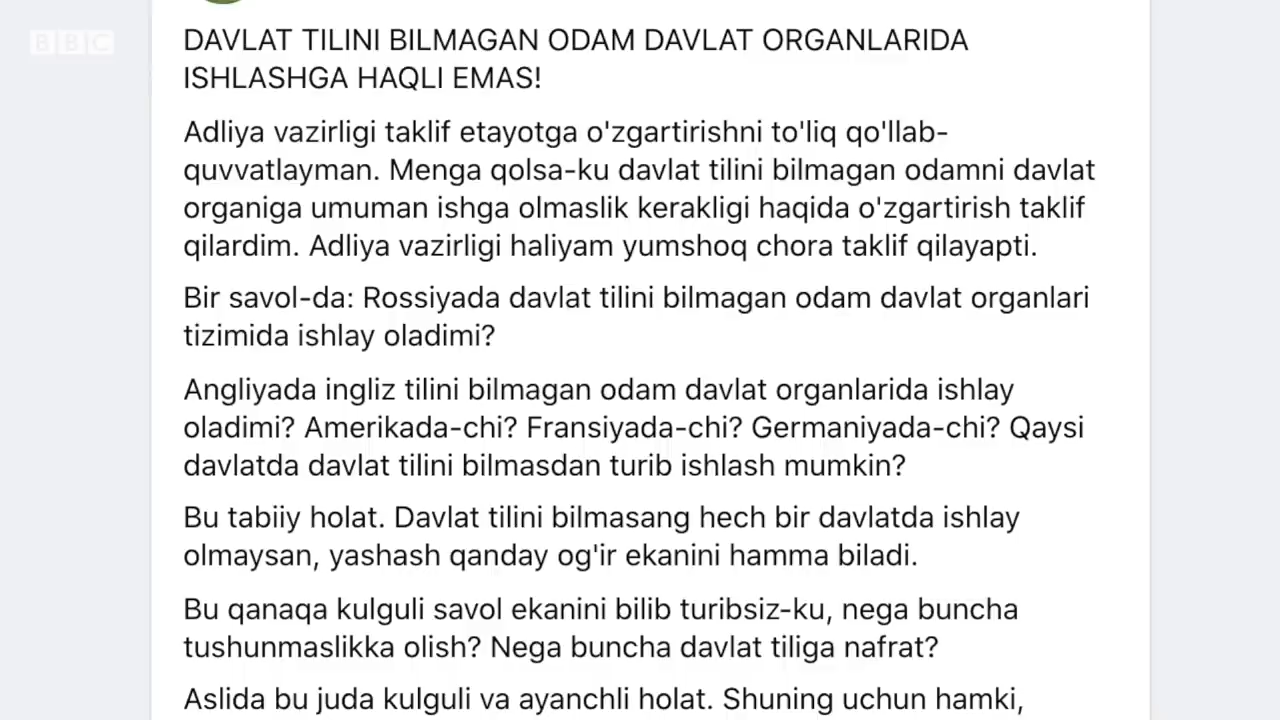 BBC
DAVLAT TILINI BILMAGAN ODAM DAVLAT ORGANLARIDA
ISHLASHGA HAQLI EMAS!
Adliya vazirligi taklif etayotga o'zgartirishni to'liq qo'llab-
quvvatlayman. Menga qolsa-ku davlat tilini bilmagan odamni davlat
organiga umuman ishga olmaslik kerakligi haqida o'zgartirish taklif
qilardim. Adliya vazirligi haliyam yumshoq chora taklif qilayapti.
Bir savol-da: Rossiyada davlat tilini bilmagan odam davlat organlari
tizimida ishlay oladimi?
Angliyada ingliz tilini bilmagan odam davlat organlarida ishlay
oladimi? Amerikada-chi? Fransiyada-chi? Germaniyada-chi? Qaysi
davlatda davlat tilini bilmasdan turib ishlash mumkin?
Bu tabiiy holat. Davlat tilini bilmasang hech bir davlatda ishlay
olmaysan, yashash qanday og'ir ekanini hamma biladi.
Bu qanaqa kulguli savol ekanini bilib turibsiz-ku, nega buncha
tushunmaslikka olish? Nega buncha davlat tiliga nafrat?
Aslida bu juda kulguli va ayanchli holat. Shuning uchun hamki,